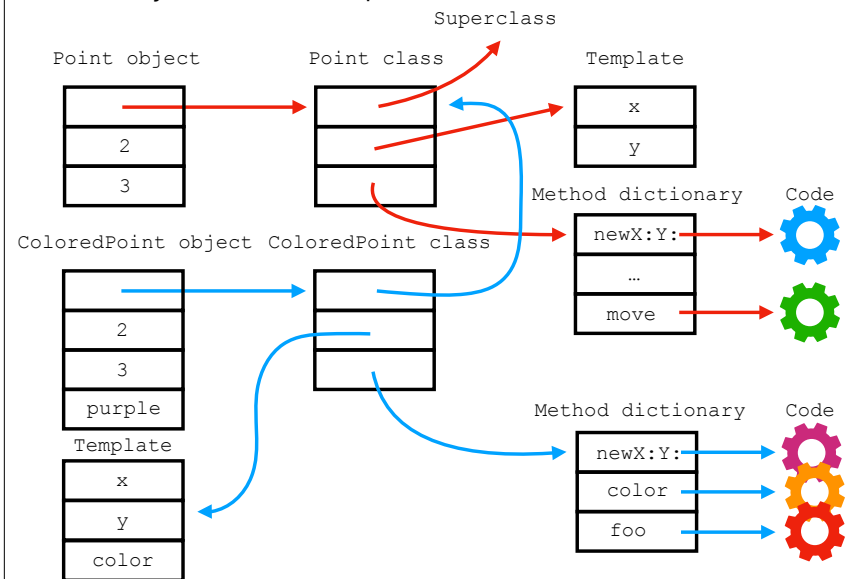 Superclass
Point object
Point class
Template
2
3
x
y
Method dictionary
Code
newX:Y:
…
move
ColoredPoint object
ColoredPoint class
2
3
purple
Template
x
y
color
Method dictionary
Code
newX:Y:
color
foo